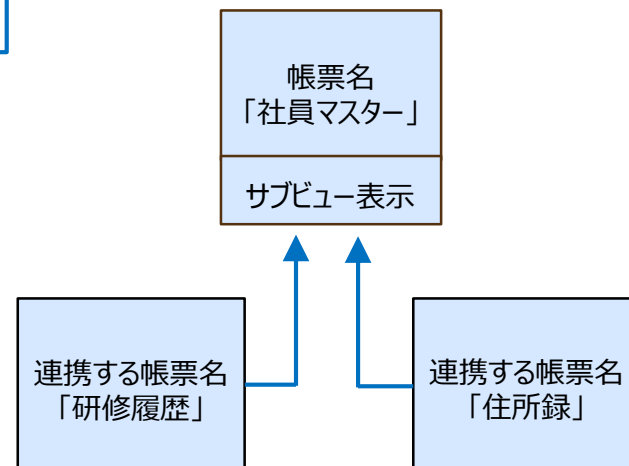 帳票名
「社員マスター」
サブビュー表示
連携する帳票名
「研修履歴」
連携する帳票名
「住所録」